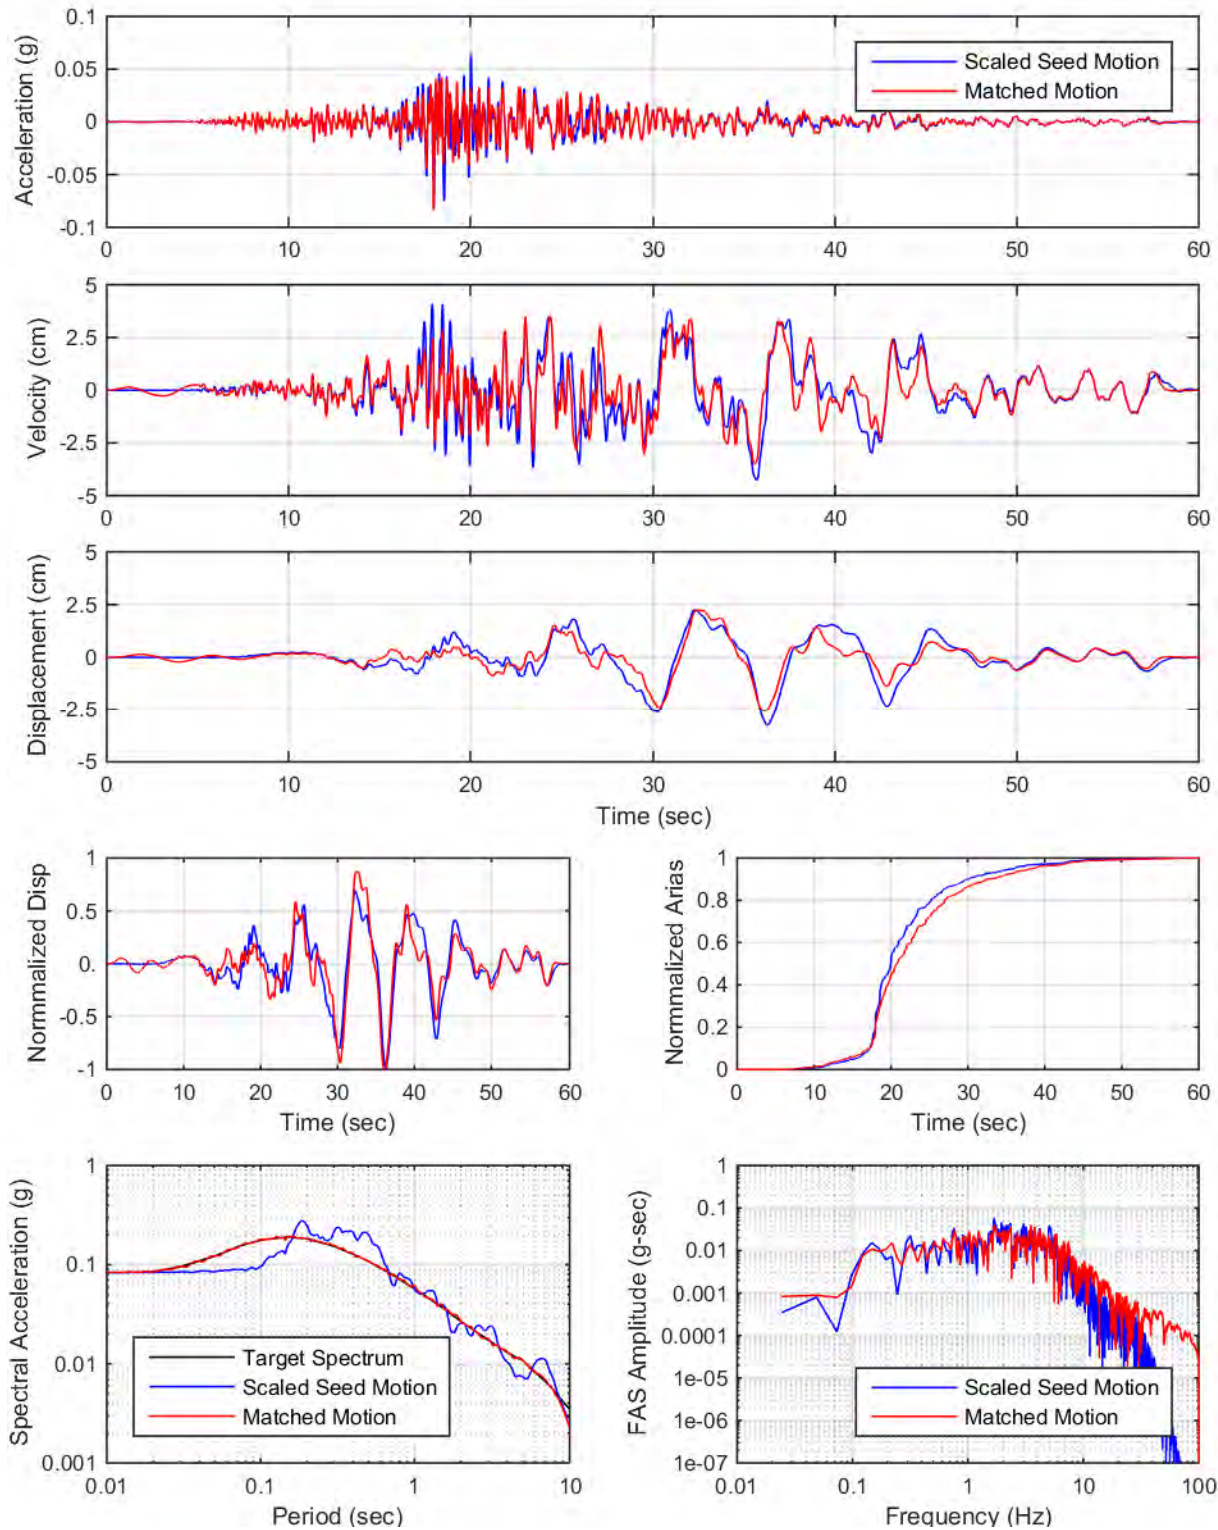 0.1
0.05
0
-0.05
-0.1
Acceleration (g)
Scaled Seed Motion
Matched Motion
0 10 20 30 40 50 60
5
2.5
0
-2.5
-5
Velocity (cm)
0 10 20 30 40 50 60
5
2.5
0
-2.5
-5
Displacement (cm)
0 10 20 30 40 50 60
Time (sec)
1
0.5
0
-0.5
-1
Normmalized Disp
0 10 20 30 40 50 60
Time (sec)
1
0.8
0.6
0.4
0.2
0
Normmalized Arias
0 10 20 30 40 50 60
Time (sec)
1
0.1
0.01
0.001
Spectral Acceleration (g)
Target Spectrum
Scaled Seed Motion
Matched Motion
0.01 0.1 1 10
Period (sec)
1
0.1
0.01
0.001
0.0001
1e-05
1e-06
1e-07
FAS Amplitude (g-sec)
Scaled Seed Motion
Matched Motion
0.01 0.1 1 10 100
Frequency (Hz)